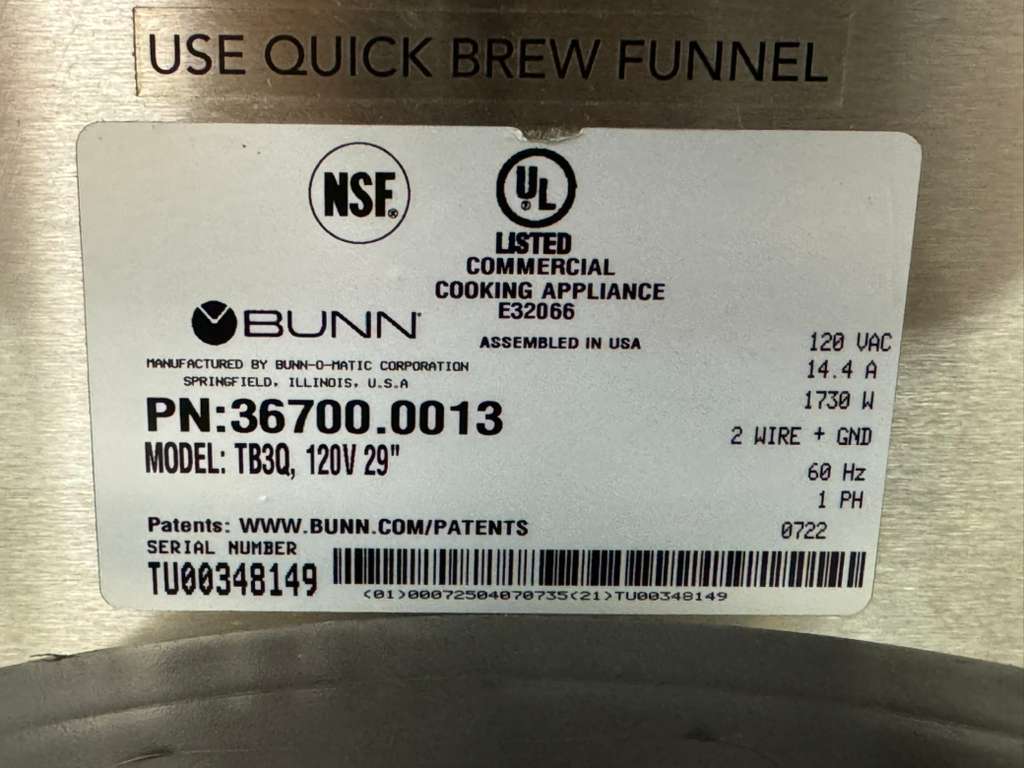 USE QUICK BREW FUNNEL
NSF®
UL®
LISTED
COMMERCIAL
COOKING APPLIANCE
E32066
BUNN®
ASSEMBLED IN USA
MANUFACTURED BY BUNN-O-MATIC CORPORATION
SPRINGFIELD, ILLINOIS, U.S.A
PN:36700.0013
MODEL: TB3Q, 120V 29"
120 VAC
14.4 A
1730 W
2 WIRE + GND
60 Hz
1 PH
0722
Patents: WWW.BUNN.COM/PATENTS
SERIAL NUMBER
TU00348149
(01)00072504070735(21)TU00348149